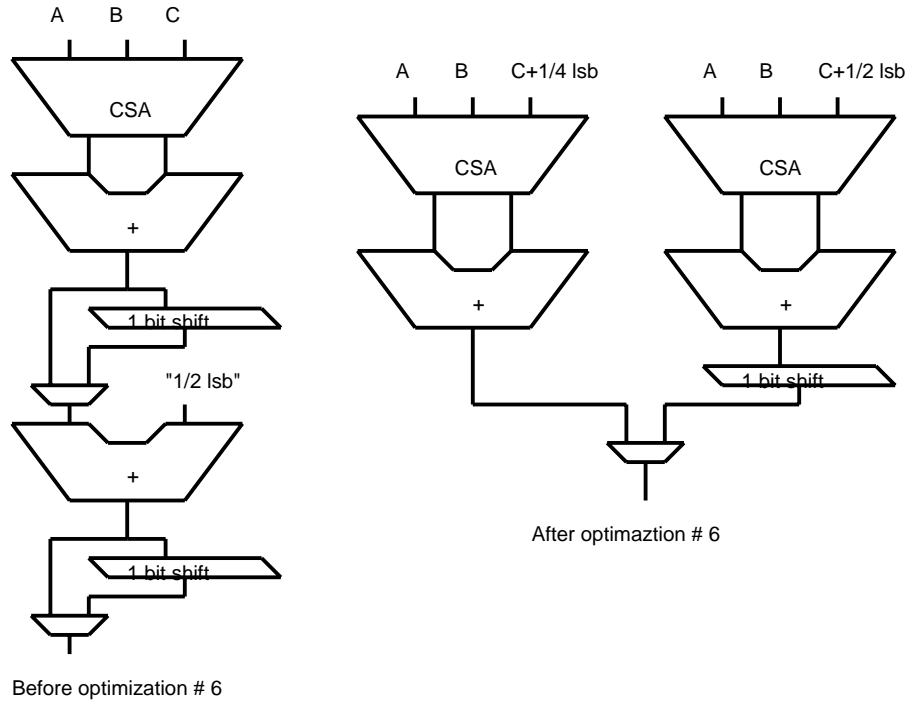 A B C
CSA
+
1 bit shift
"1/2 lsb"
+
1 bit shift
Before optimization # 6
A B C+1/4 lsb
CSA
+
A B C+1/2 lsb
CSA
+
1 bit shift
After optimaztion # 6